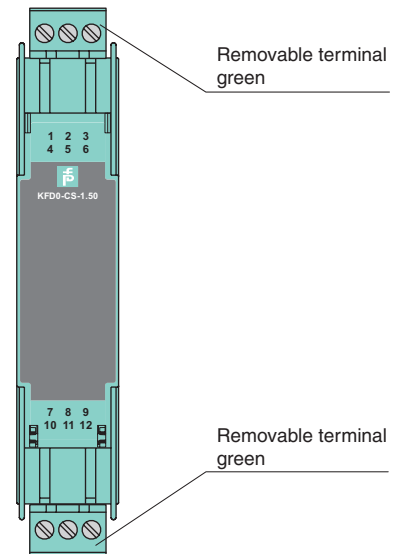 Removable terminal
green
1 2 3
4 5 6
KFD0-CS-1.50
7 8 9
10 11 12
Removable terminal
green